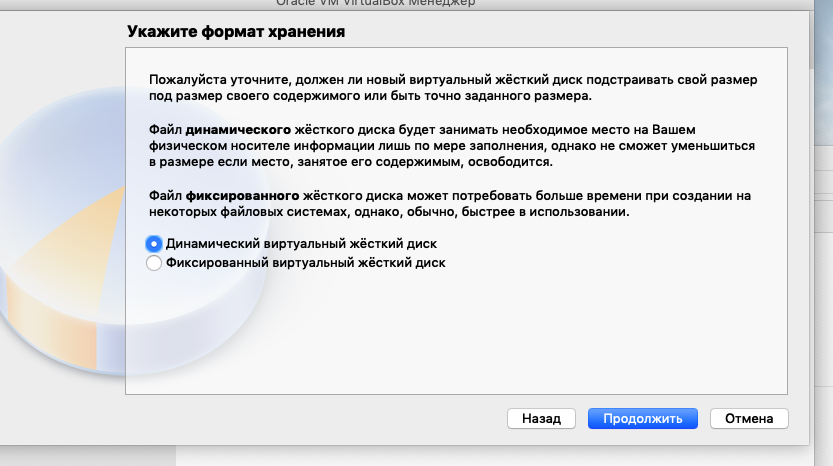 Oracle VM VirtualBox Менеджер
Укажите формат хранения
Пожалуйста уточните, должен ли новый виртуальный жёсткий диск подстраивать свой размер
под размер своего содержимого или быть точно заданного размера.
Файл динамического жёсткого диска будет занимать необходимое место на Вашем
физическом носителе информации лишь по мере заполнения, однако не сможет уменьшиться
в размере если место, занятое его содержимым, освободится.
Файл фиксированного жёсткого диска может потребовать больше времени при создании на
некоторых файловых системах, однако, обычно, быстрее в использовании.
Динамический виртуальный жёсткий диск
Фиксированный виртуальный жёсткий диск
Назад
Продолжить
Отмена